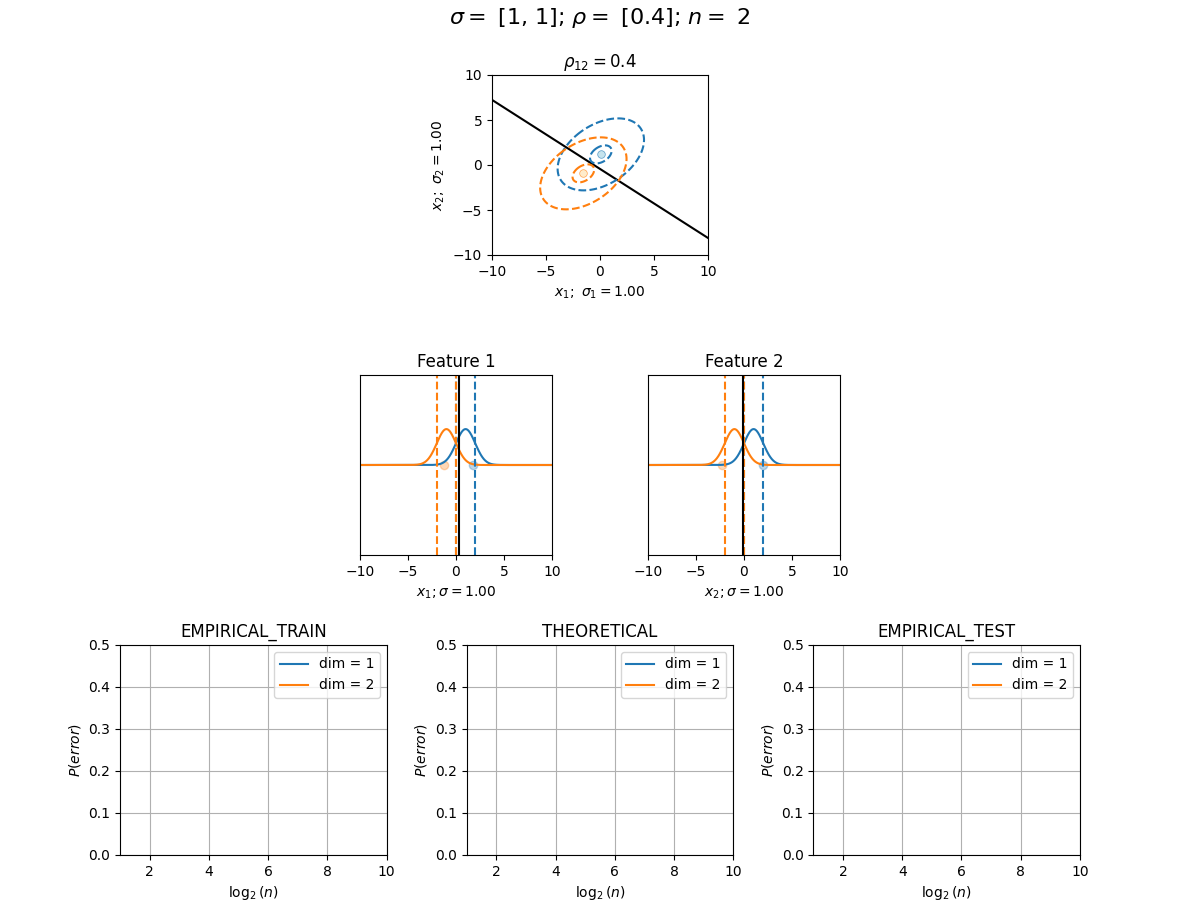 σ = [1, 1]; ρ = [0.4]; n = 2
ρ₁₂ = 0.4
10
5
0
−5
−10
x₂; σ₂ = 1.00
−10 −5 0 5 10
x₁; σ₁ = 1.00
Feature 1
Feature 2
−10 −5 0 5 10
−10 −5 0 5 10
x₁; σ = 1.00
x₂; σ = 1.00
EMPIRICAL_TRAIN
0.5
0.4
0.3
0.2
0.1
0.0
P(error)
dim = 1
dim = 2
2 4 6 8 10
log₂(n)
THEORETICAL
0.5
0.4
0.3
0.2
0.1
0.0
P(error)
dim = 1
dim = 2
2 4 6 8 10
log₂(n)
EMPIRICAL_TEST
0.5
0.4
0.3
0.2
0.1
0.0
P(error)
dim = 1
dim = 2
2 4 6 8 10
log₂(n)